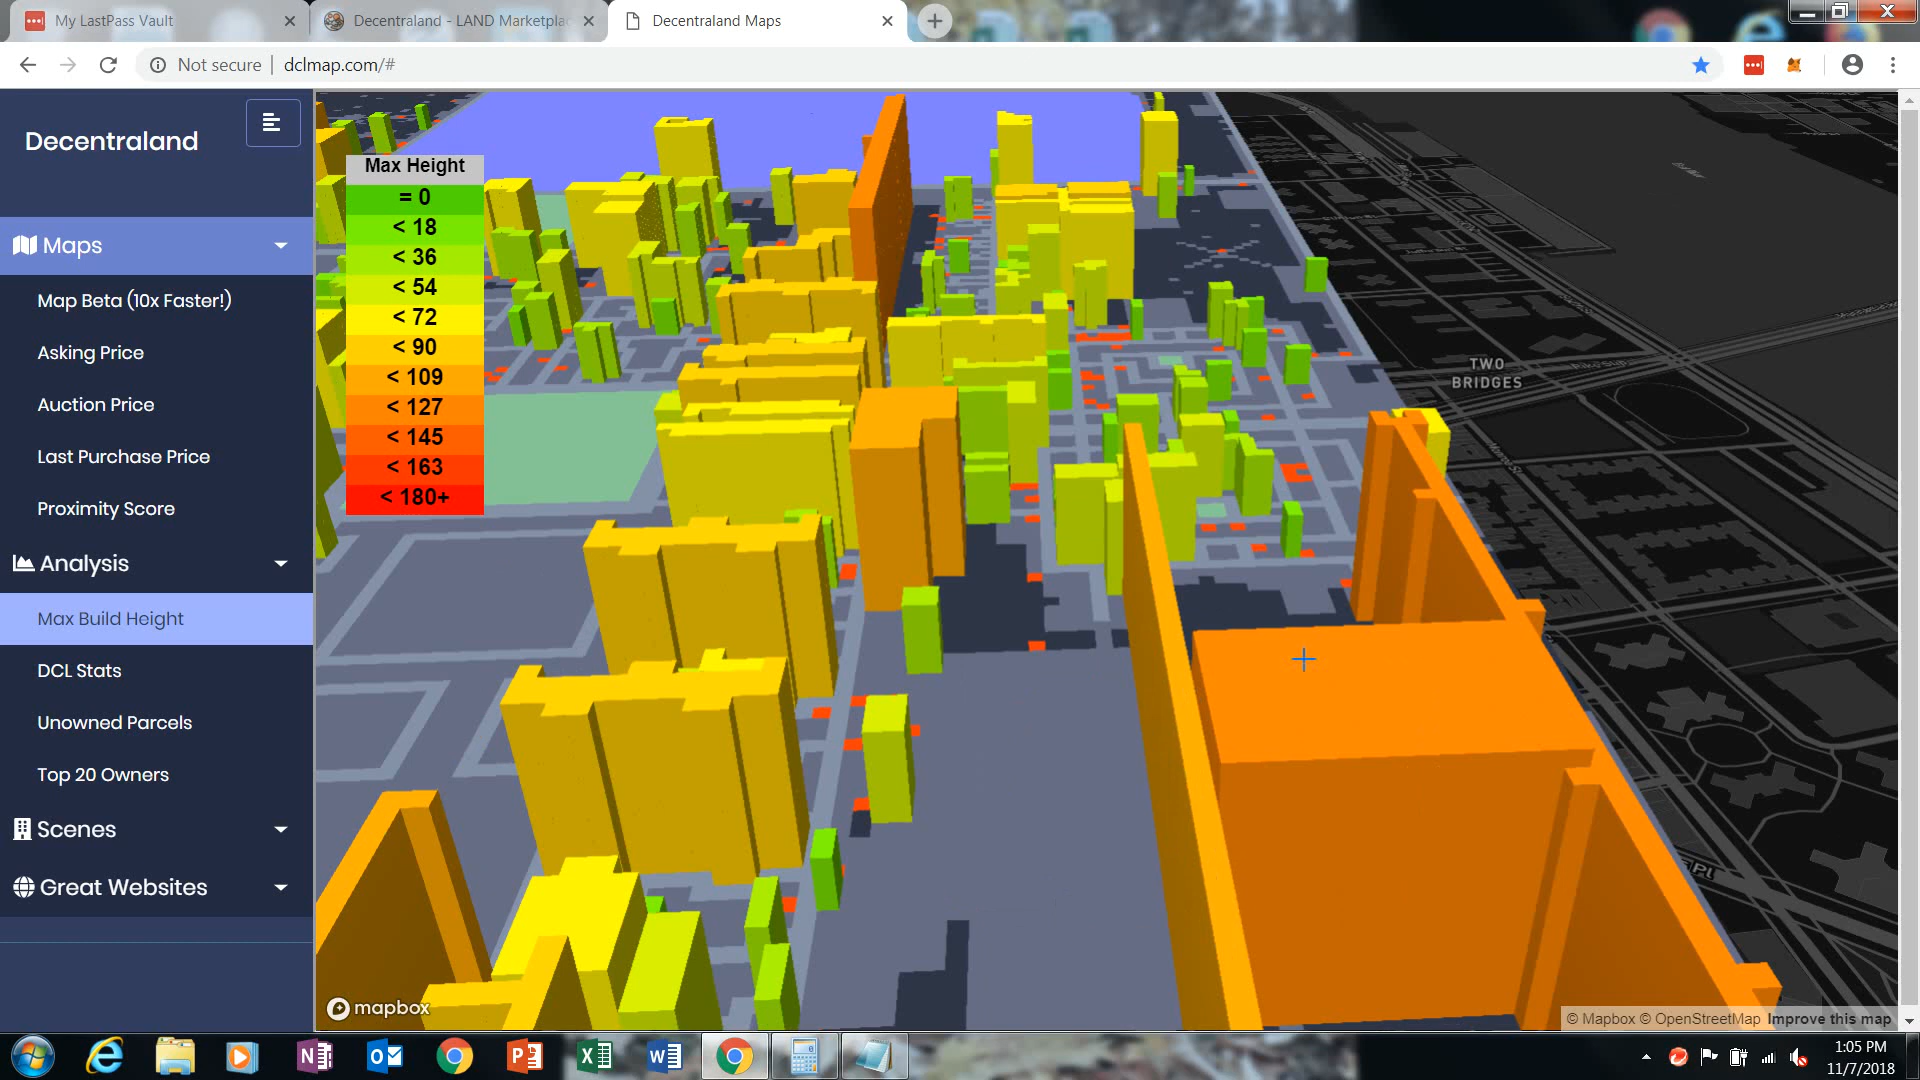 My LastPass Vault
Decentraland - LAND Marketplac
Decentraland Maps
Not secure | dclmap.com/#
Decentraland
Maps
Map Beta (10x Faster!)
Asking Price
Auction Price
Last Purchase Price
Proximity Score
Analysis
Max Build Height
DCL Stats
Unowned Parcels
Top 20 Owners
Scenes
Great Websites
Max Height
= 0
< 18
< 36
< 54
< 72
< 90
< 109
< 127
< 145
< 163
< 180+
TWO
BRIDGES
mapbox
© Mapbox © OpenStreetMap Improve this map
1:05 PM
11/7/2018